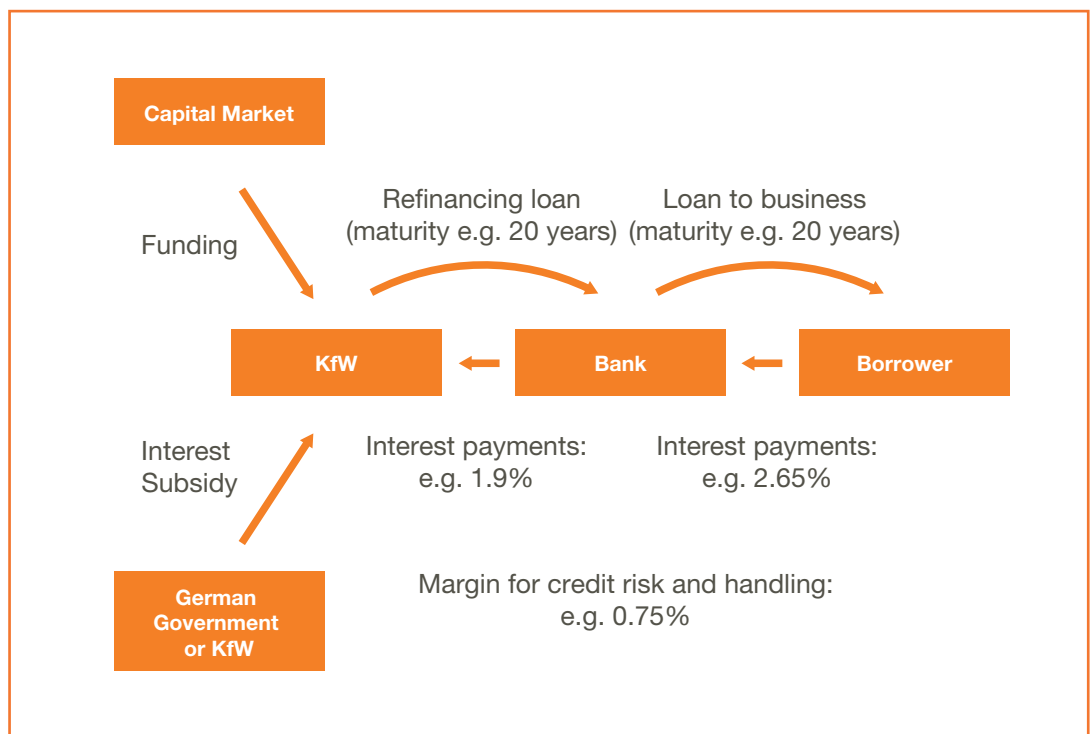 Capital Market
Funding
Refinancing loan
(maturity e.g. 20 years)
Loan to business
(maturity e.g. 20 years)
KfW
Bank
Borrower
Interest
Subsidy
Interest payments:
e.g. 1.9%
Interest payments:
e.g. 2.65%
German
Government
or KfW
Margin for credit risk and handling:
e.g. 0.75%